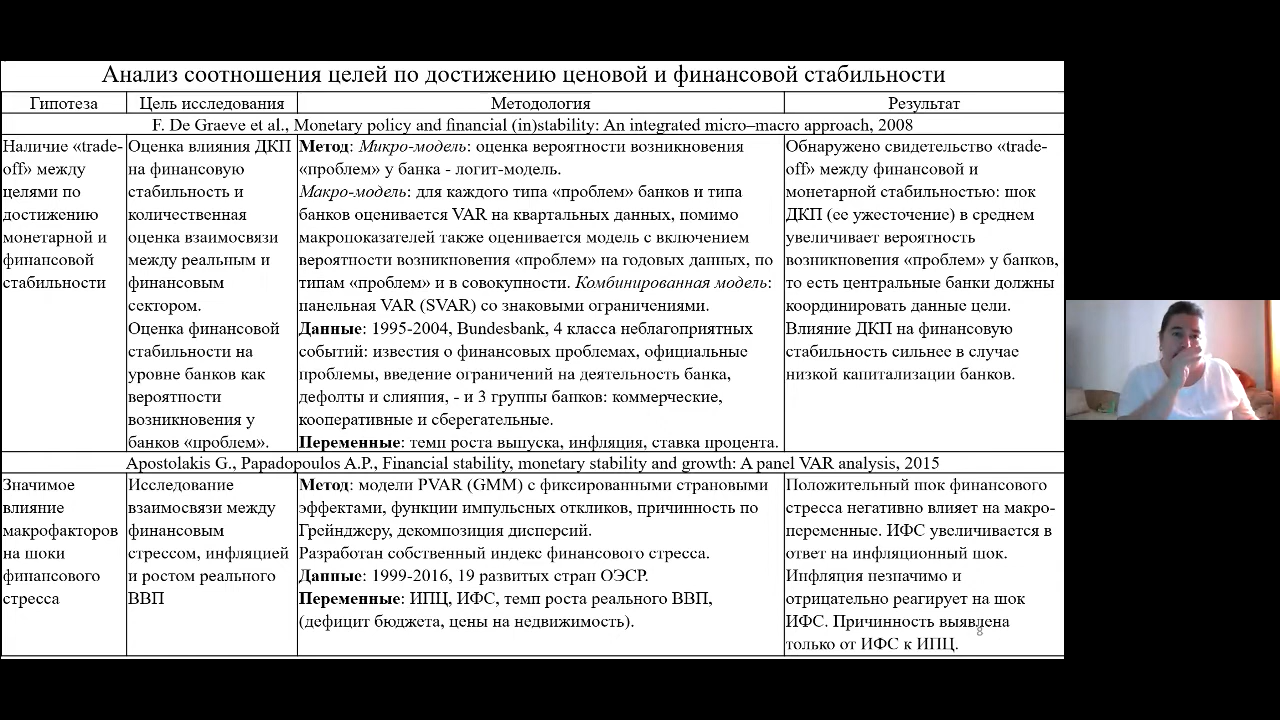 Анализ соотношения целей по достижению ценовой и финансовой стабильности
Гипотеза
Цель исследования
Методология
Результат
F. De Graeve et al., Monetary policy and financial (in)stability: An integrated micro–macro approach, 2008
Наличие «trade-
off» между
целями по
достижению
монетарной и
финансовой
стабильности
Оценка влияния ДКП
на финансовую
стабильность и
количественная
оценка взаимосвязи
между реальным и
финансовым
сектором.
Оценка финансовой
стабильности на
уровне банков как
вероятности
возникновения у
банков «проблем».
Метод: Микро-модель: оценка вероятности возникновения
«проблем» у банка - логит-модель.
Макро-модель: для каждого типа «проблем» банков и типа
банков оценивается VAR на квартальных данных, помимо
макропоказателей также оценивается модель с включением
вероятности возникновения «проблем» на годовых данных, по
типам «проблем» и в совокупности. Комбинированная модель:
панельная VAR (SVAR) со знаковыми ограничениями.
Данные: 1995-2004, Bundesbank, 4 класса неблагоприятных
событий: известия о финансовых проблемах, официальные
проблемы, введение ограничений на деятельность банка,
дефолты и слияния, - и 3 группы банков: коммерческие,
кооперативные и сберегательные.
Переменные: темп роста выпуска, инфляция, ставка процента.
Обнаружено свидетельство «trade-
off» между финансовой и
монетарной стабильностью: шок
ДКП (ее ужесточение) в среднем
увеличивает вероятность
возникновения «проблем» у банков,
то есть центральные банки должны
координировать данные цели.
Влияние ДКП на финансовую
стабильность сильнее в случае
низкой капитализации банков.
Apostolakis G., Papadopoulos A.P., Financial stability, monetary stability and growth: A panel VAR analysis, 2015
Значимое
влияние
макрофакторов
на шоки
финансового
стресса
Исследование
взаимосвязи между
финансовым
стрессом, инфляцией
и ростом реального
ВВП
Метод: модели PVAR (GMM) с фиксированными страновыми
эффектами, функции импульсных откликов, причинность по
Грейнджеру, декомпозиция дисперсий.
Разработан собственный индекс финансового стресса.
Данные: 1999-2016, 19 развитых стран ОЭСР.
Переменные: ИПЦ, ИФС, темп роста реального ВВП,
(дефицит бюджета, цены на недвижимость).
Положительный шок финансового
стресса негативно влияет на макро-
переменные. ИФС увеличивается в
ответ на инфляционный шок.
Инфляция незначимо и
отрицательно реагирует на шок
ИФС. Причинность выявлена
только от ИФС к ИПЦ.
8